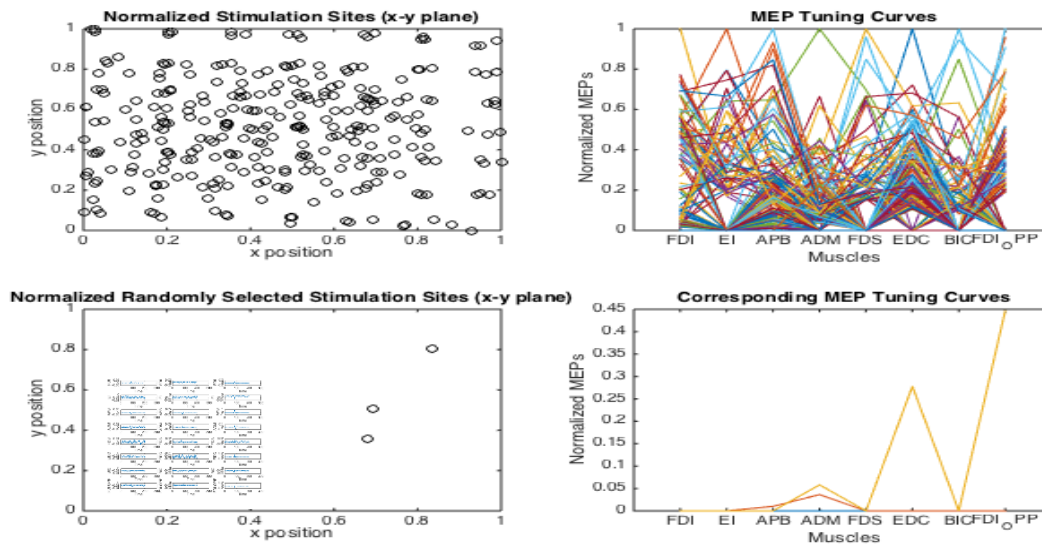 Normalized Stimulation Sites (x-y plane)
1
0.8
0.6
0.4
0.2
0
y position
0 0.2 0.4 0.6 0.8 1
x position
MEP Tuning Curves
1
0.8
0.6
0.4
0.2
0
Normalized MEPs
FDI EI APB ADM FDS EDC BIC FDI PP
Muscles
Normalized Randomly Selected Stimulation Sites (x-y plane)
1
0.8
0.6
0.4
0.2
0
y position
0 0.2 0.4 0.6 0.8 1
x position
Corresponding MEP Tuning Curves
0.45
0.4
0.35
0.3
0.25
0.2
0.15
0.1
0.05
0
Normalized MEPs
FDI EI APB ADM FDS EDC BIC FDI PP
Muscles